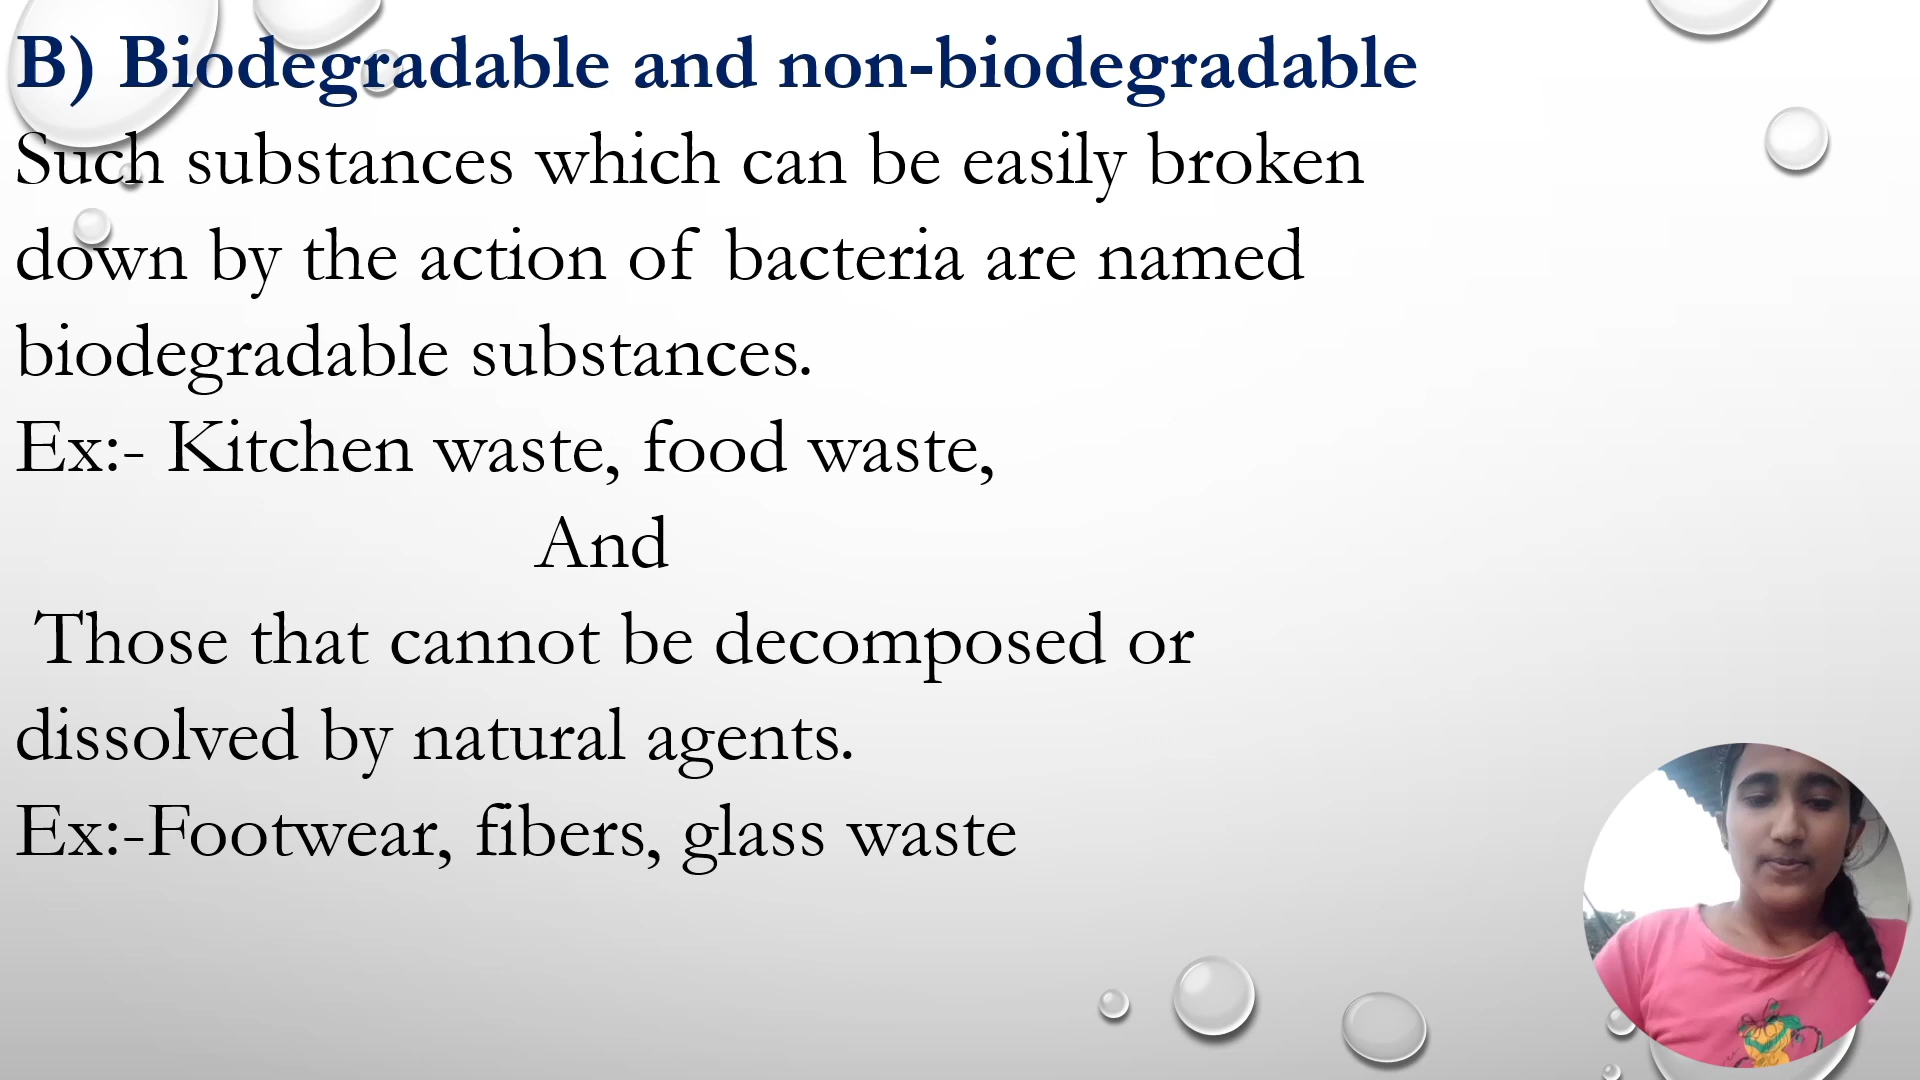 B) Biodegradable and non-biodegradable
Such substances which can be easily broken
down by the action of bacteria are named
biodegradable substances.
Ex:- Kitchen waste, food waste,
And
Those that cannot be decomposed or
dissolved by natural agents.
Ex:-Footwear, fibers, glass waste